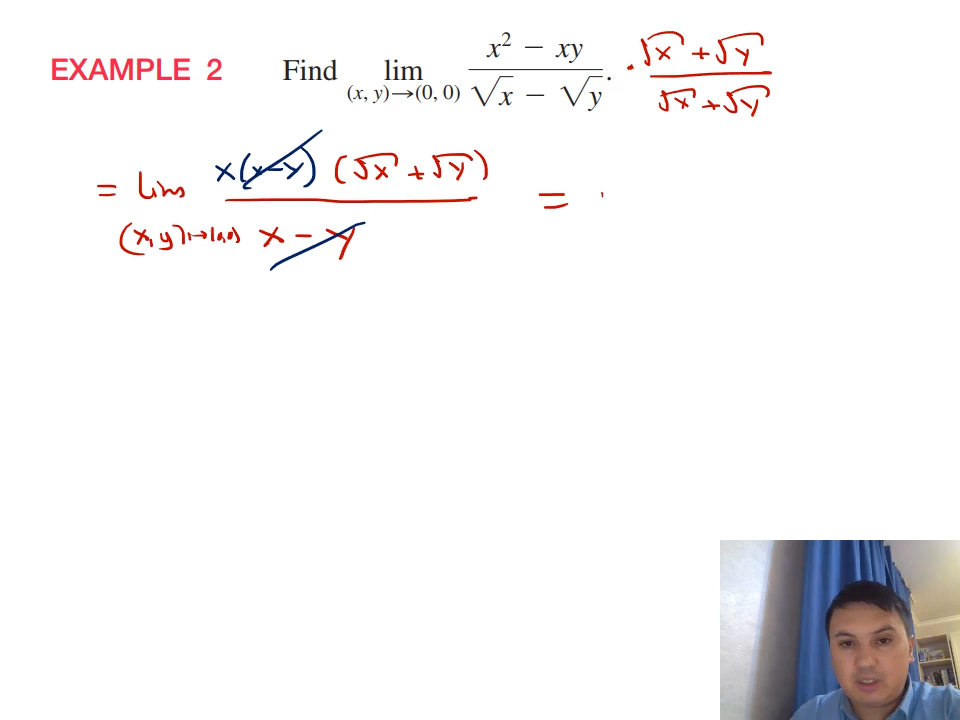 EXAMPLE 2 Find lim (x, y)→(0, 0) x² − xy / √x − √y . · √x + √y / √x + √y
= lim (x,y)→(0,0) x(x−y) (√x + √y) / x − y =